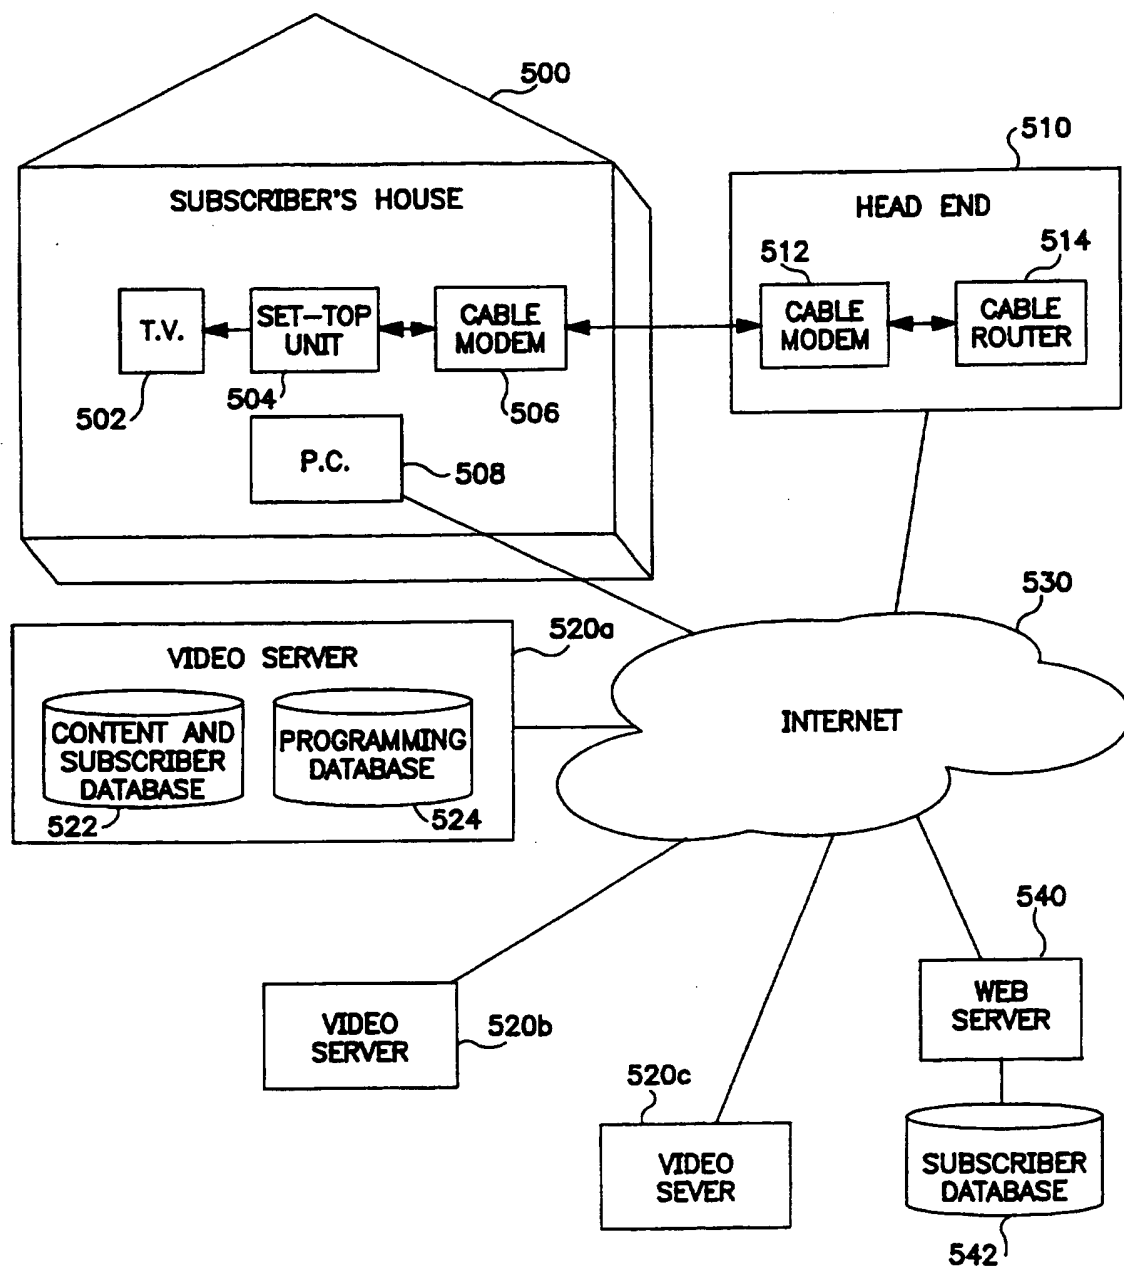 500
SUBSCRIBER'S HOUSE
T.V.
502
SET-TOP
UNIT
504
CABLE
MODEM
506
P.C.
508
510
HEAD END
512
CABLE
MODEM
514
CABLE
ROUTER
520a
VIDEO SERVER
CONTENT AND
SUBSCRIBER
DATABASE
522
PROGRAMMING
DATABASE
524
530
INTERNET
VIDEO
SERVER
520b
520c
VIDEO
SEVER
540
WEB
SERVER
SUBSCRIBER
DATABASE
542